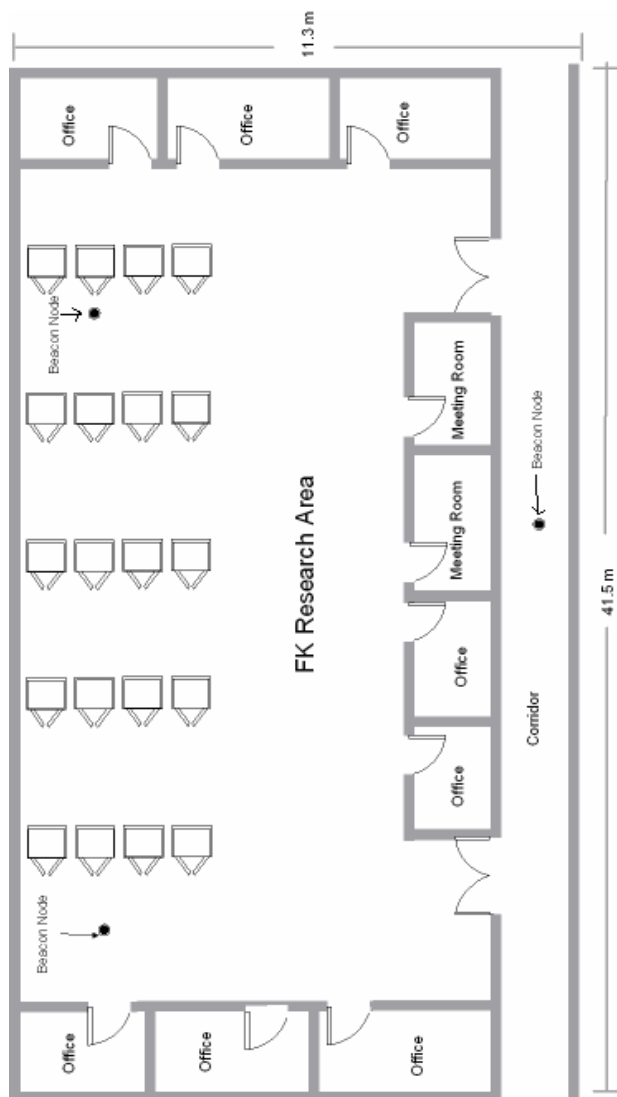 11.3 m
Office
Office
Office
Beacon Node
Meeting Room
Beacon Node
Meeting Room
FK Research Area
41.5 m
Office
Corridor
Office
Beacon Node
Office
Office
Office